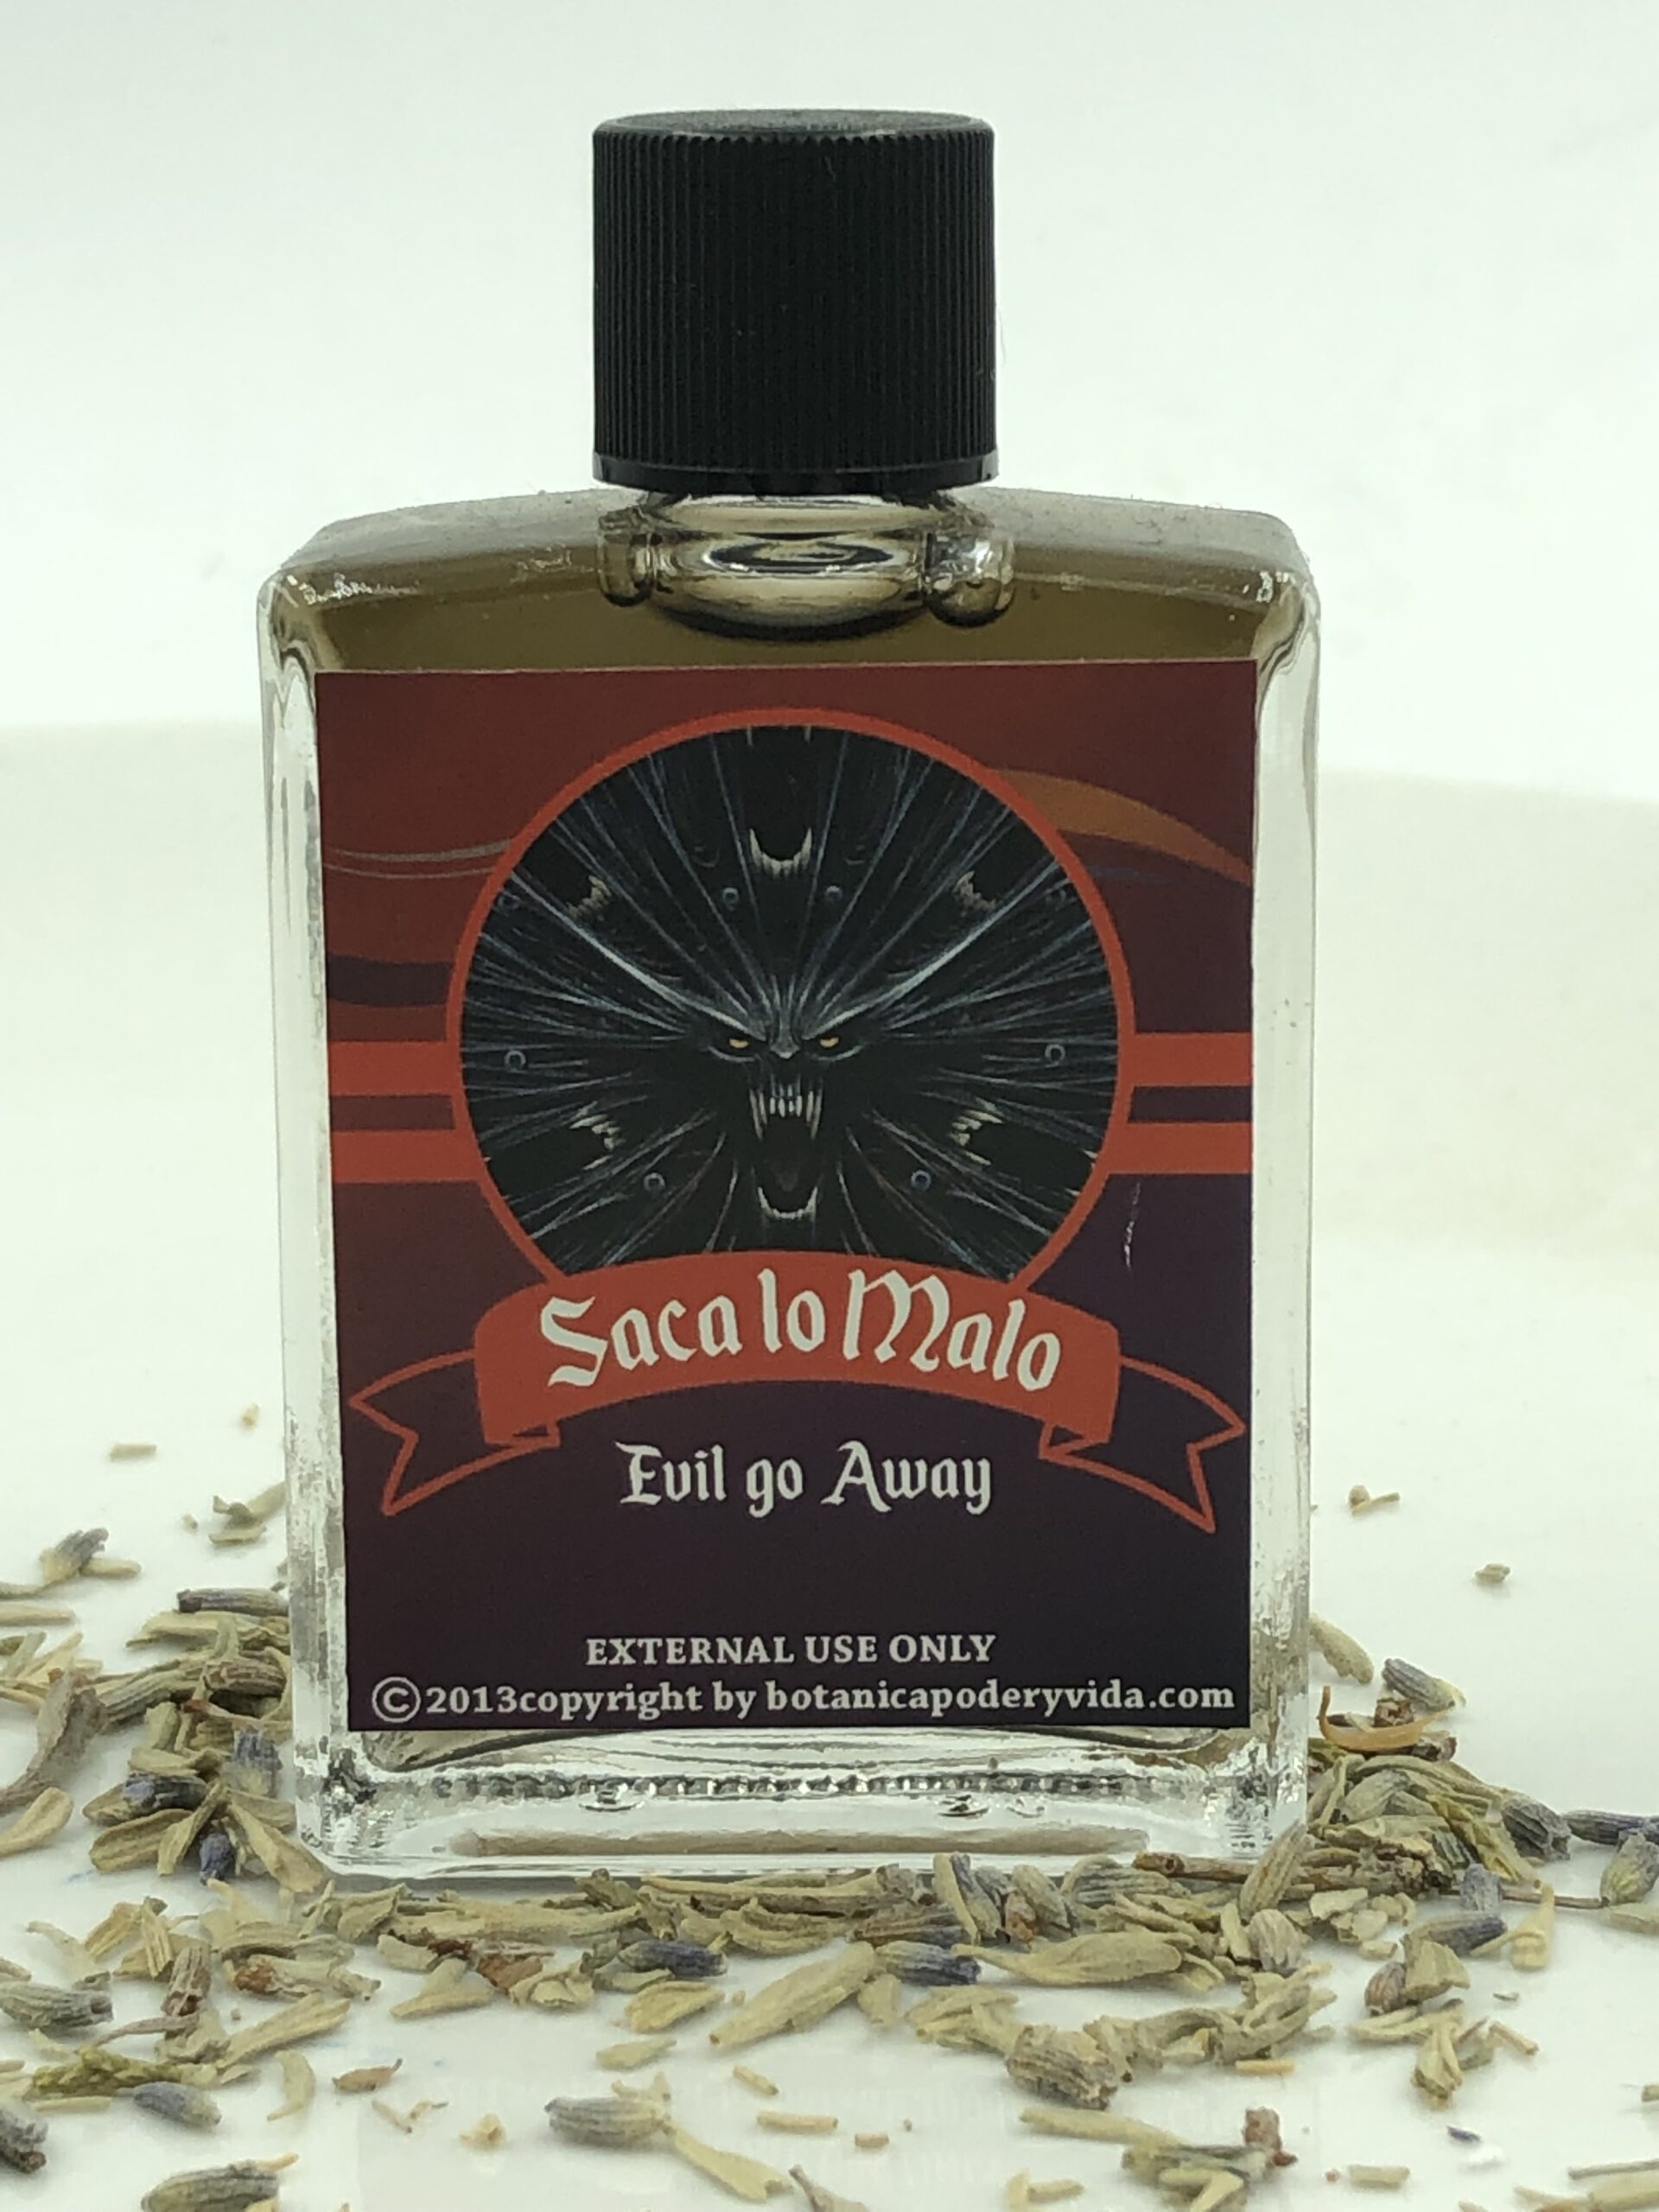 Saca lo Malo
Evil go Away
EXTERNAL USE ONLY
©2013copyright by botanicapoderyvida.com